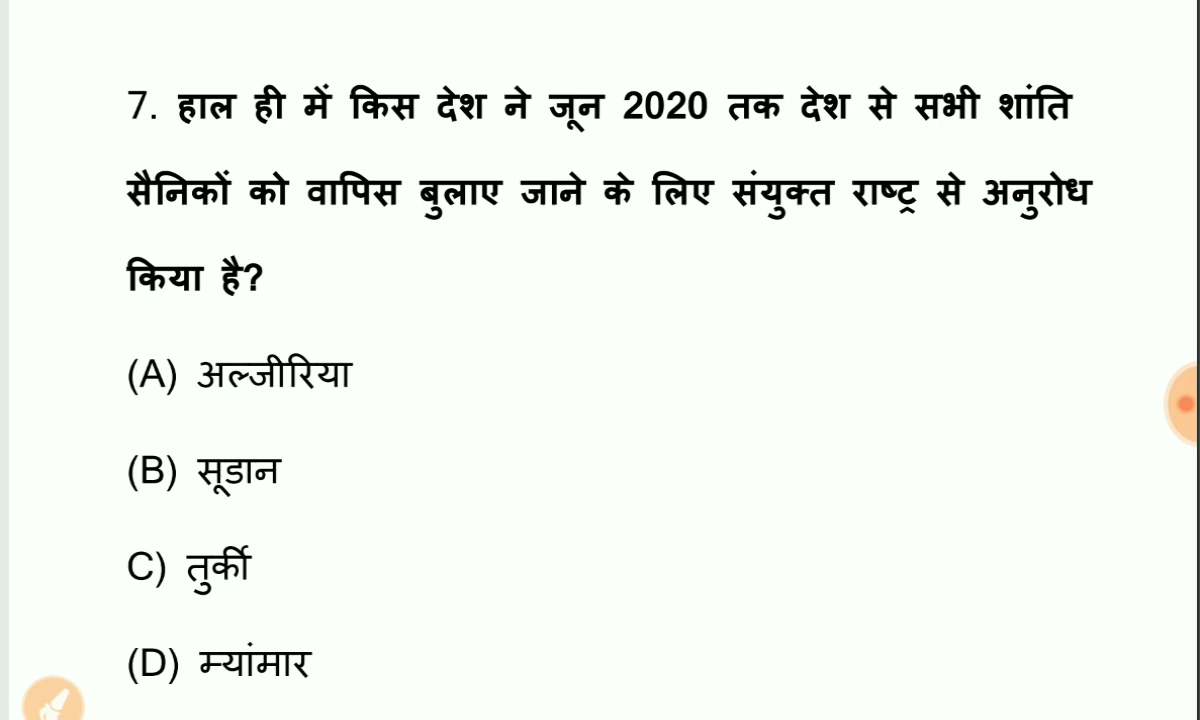 7. हाल ही में किस देश ने जून 2020 तक देश से सभी शांति
सैनिकों को वापिस बुलाए जाने के लिए संयुक्त राष्ट्र से अनुरोध
किया है?
(A) अल्जीरिया
(B) सूडान
C) तुर्की
(D) म्यांमार